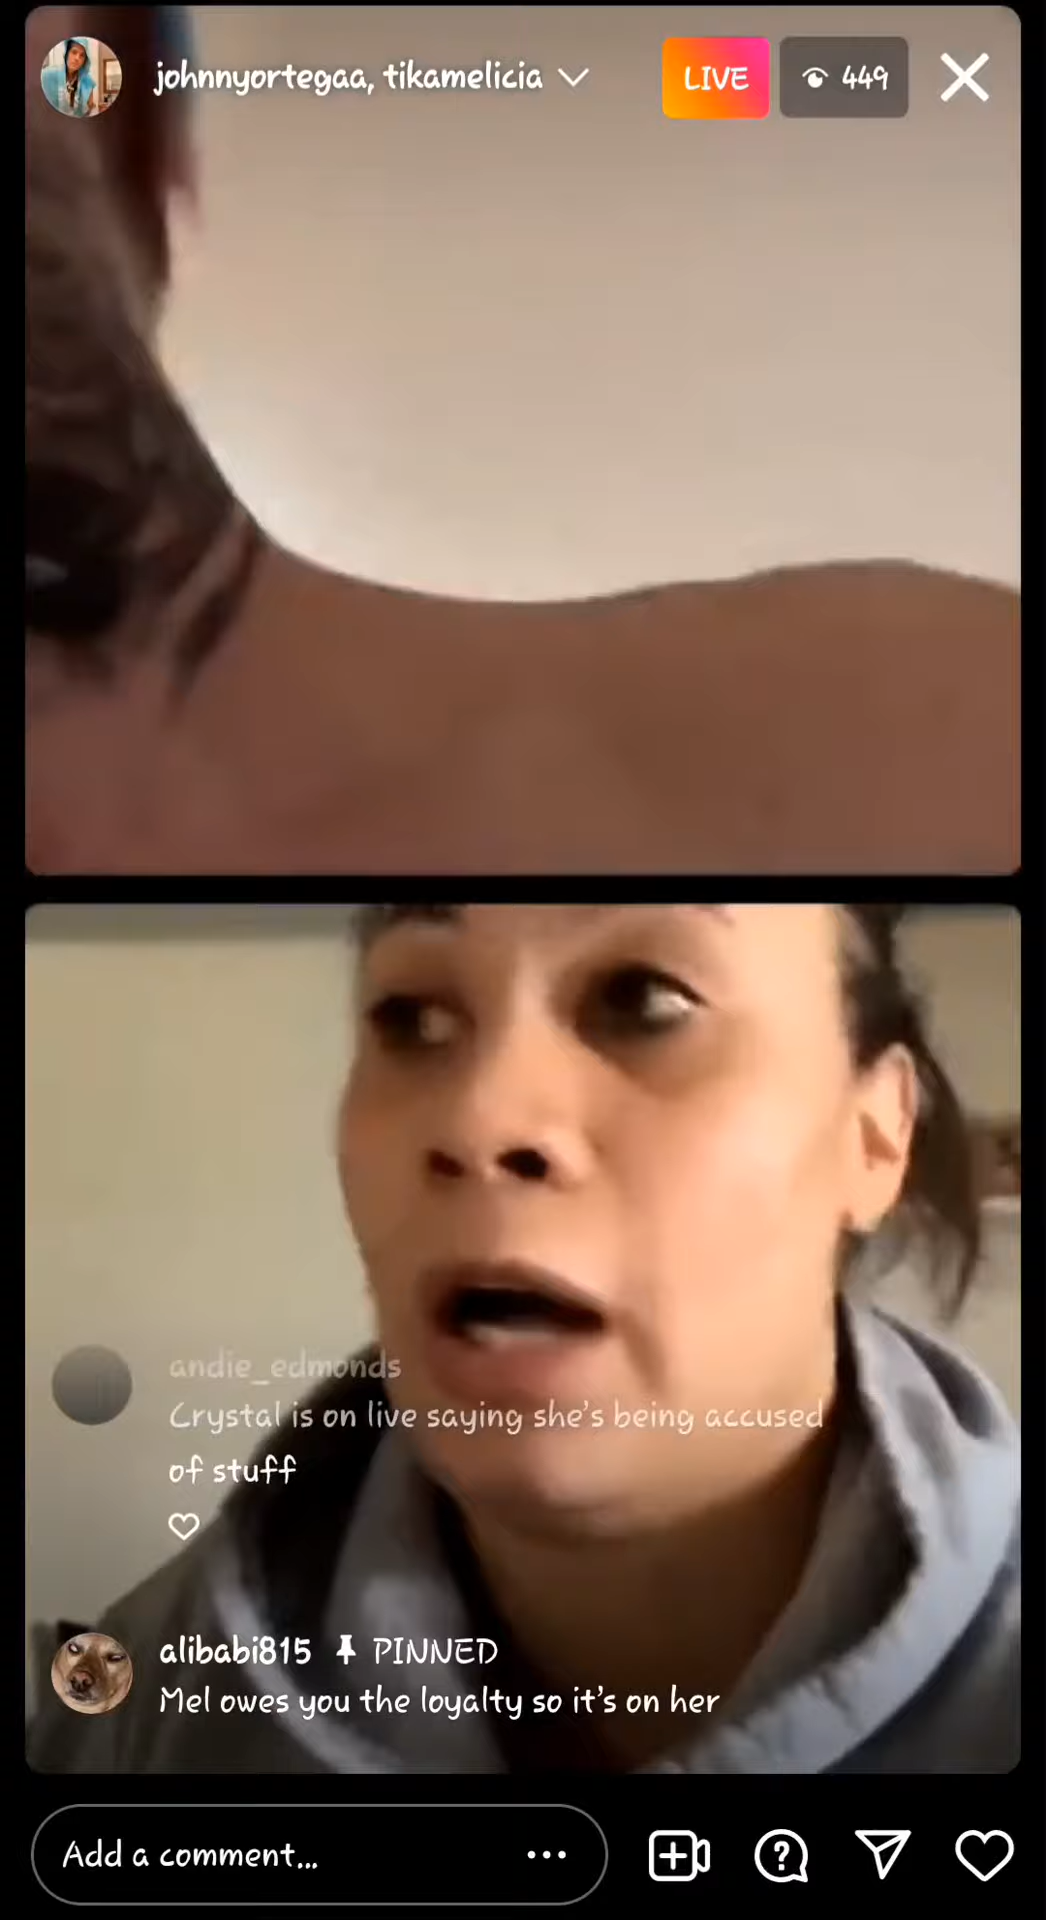 johnnyortegaa, tikamelicia
LIVE
449
andie_edmonds
Crystal is on live saying she's being accused
of stuff
alibabi815 PINNED
Mel owes you the loyalty so it's on her
Add a comment...